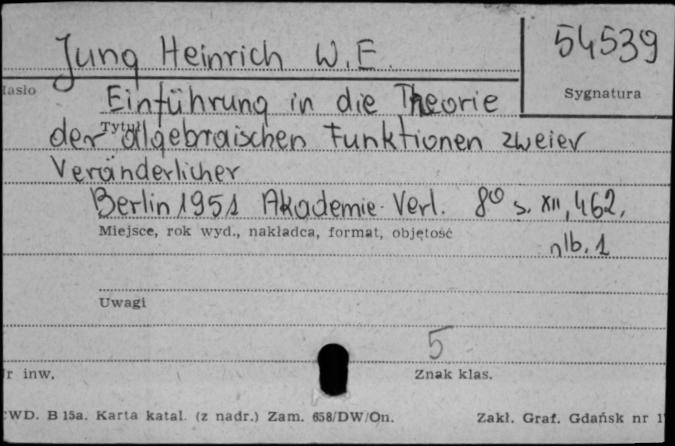 Jung Heinrich W. E.
54539
Hasło
Sygnatura
Einführung in die Theorie
Tytuł
der algebraischen Funktionen zweier
Veränderlicher
Berlin 1951 Akademie-Verl. 8° s. XII, 462,
Miejsce, rok wyd., nakładca, format, objętość
nlb. 1
Uwagi
5
r inw.
Znak klas.
CWD. B 15a. Karta katal. (z nadr.) Zam. 658/DW/On.
Zakł. Graf. Gdańsk nr 1